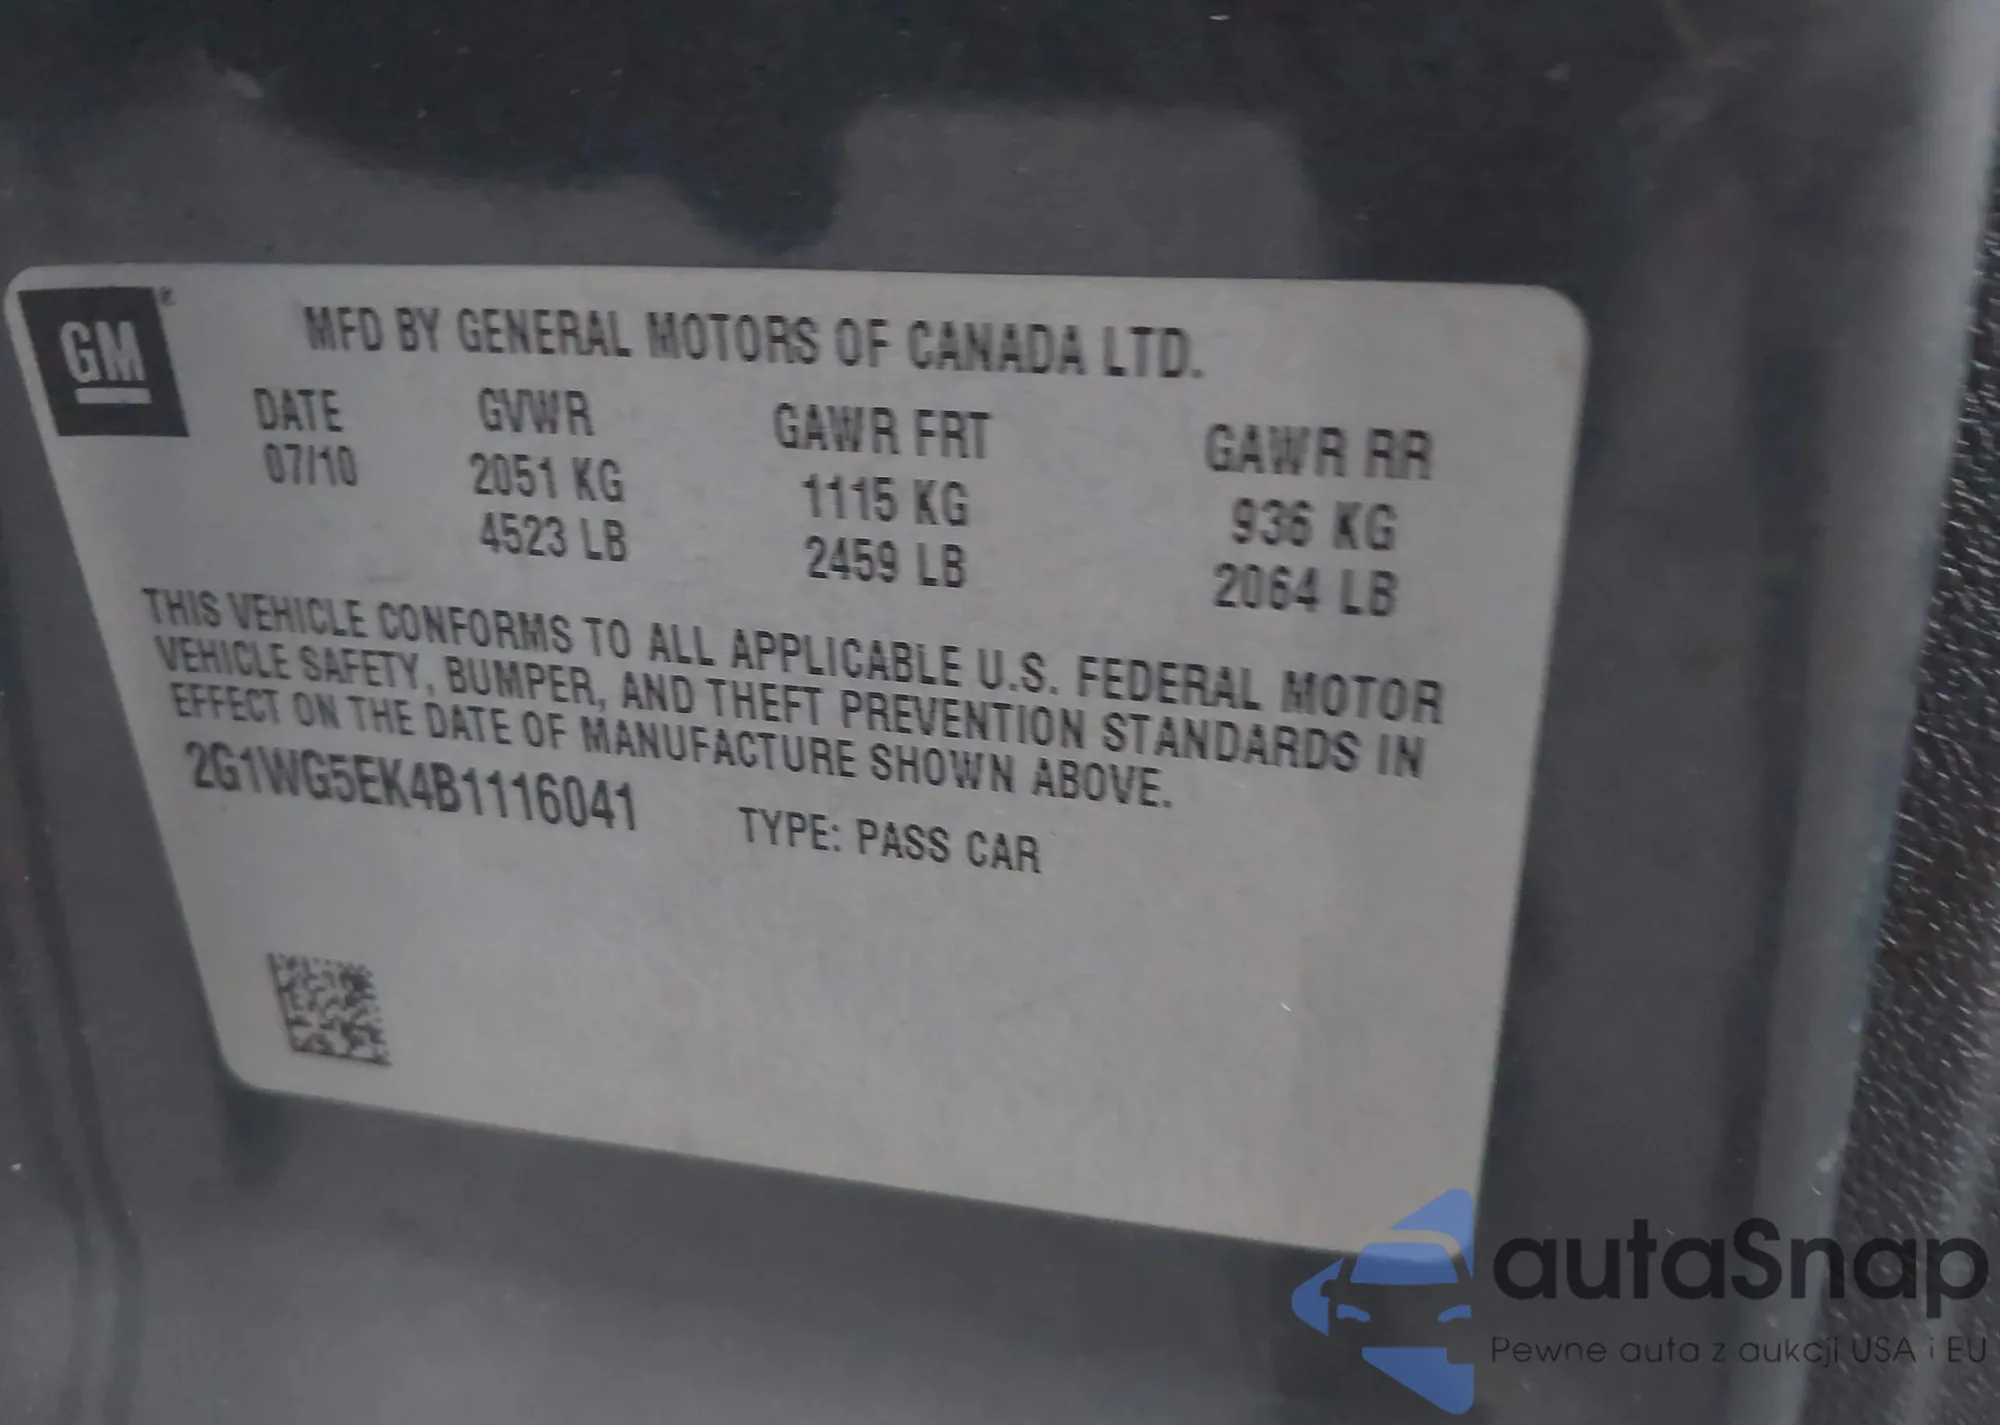 GM ®
MFD BY GENERAL MOTORS OF CANADA LTD.
DATE GVWR GAWR FRT GAWR RR
07/10 2051 KG 1115 KG 936 KG
4523 LB 2459 LB 2064 LB
THIS VEHICLE CONFORMS TO ALL APPLICABLE U.S. FEDERAL MOTOR
VEHICLE SAFETY, BUMPER, AND THEFT PREVENTION STANDARDS IN
EFFECT ON THE DATE OF MANUFACTURE SHOWN ABOVE.
2G1WG5EK4B1116041 TYPE: PASS CAR
autaSnap
Pewne auta z aukcji USA i EU